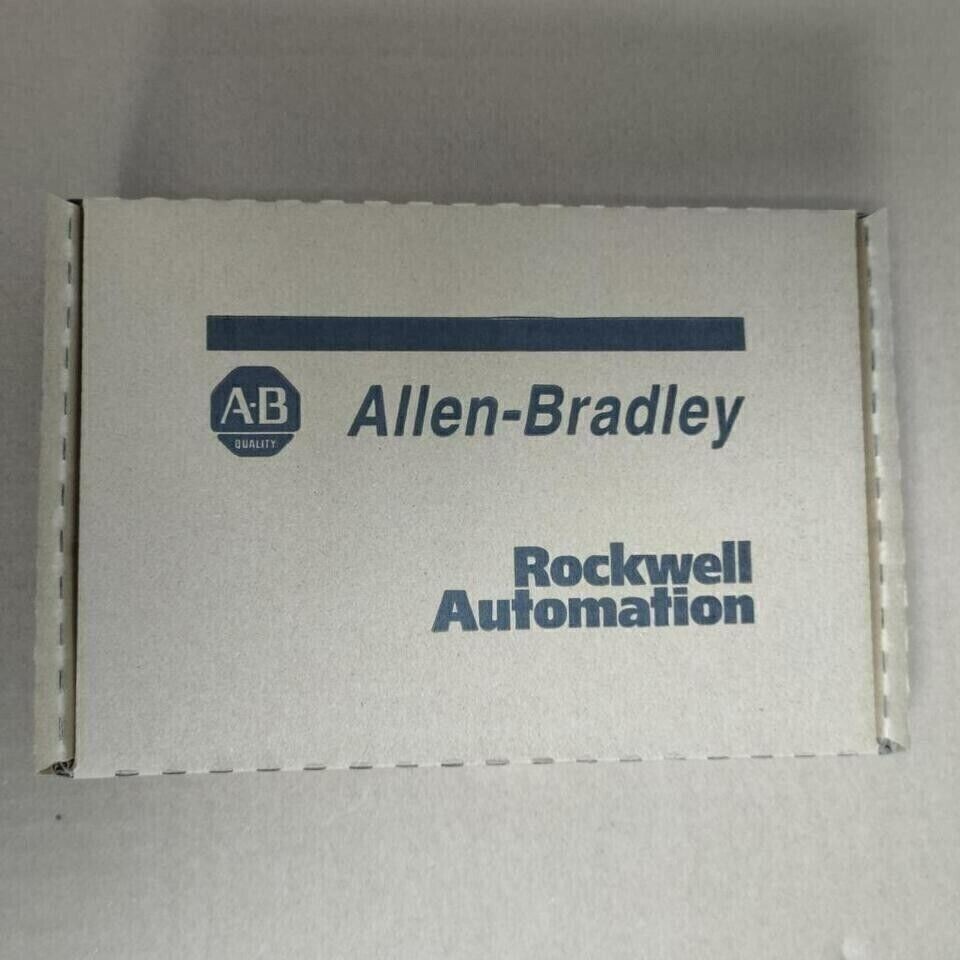 A-B
QUALITY
Allen-Bradley
Rockwell
Automation